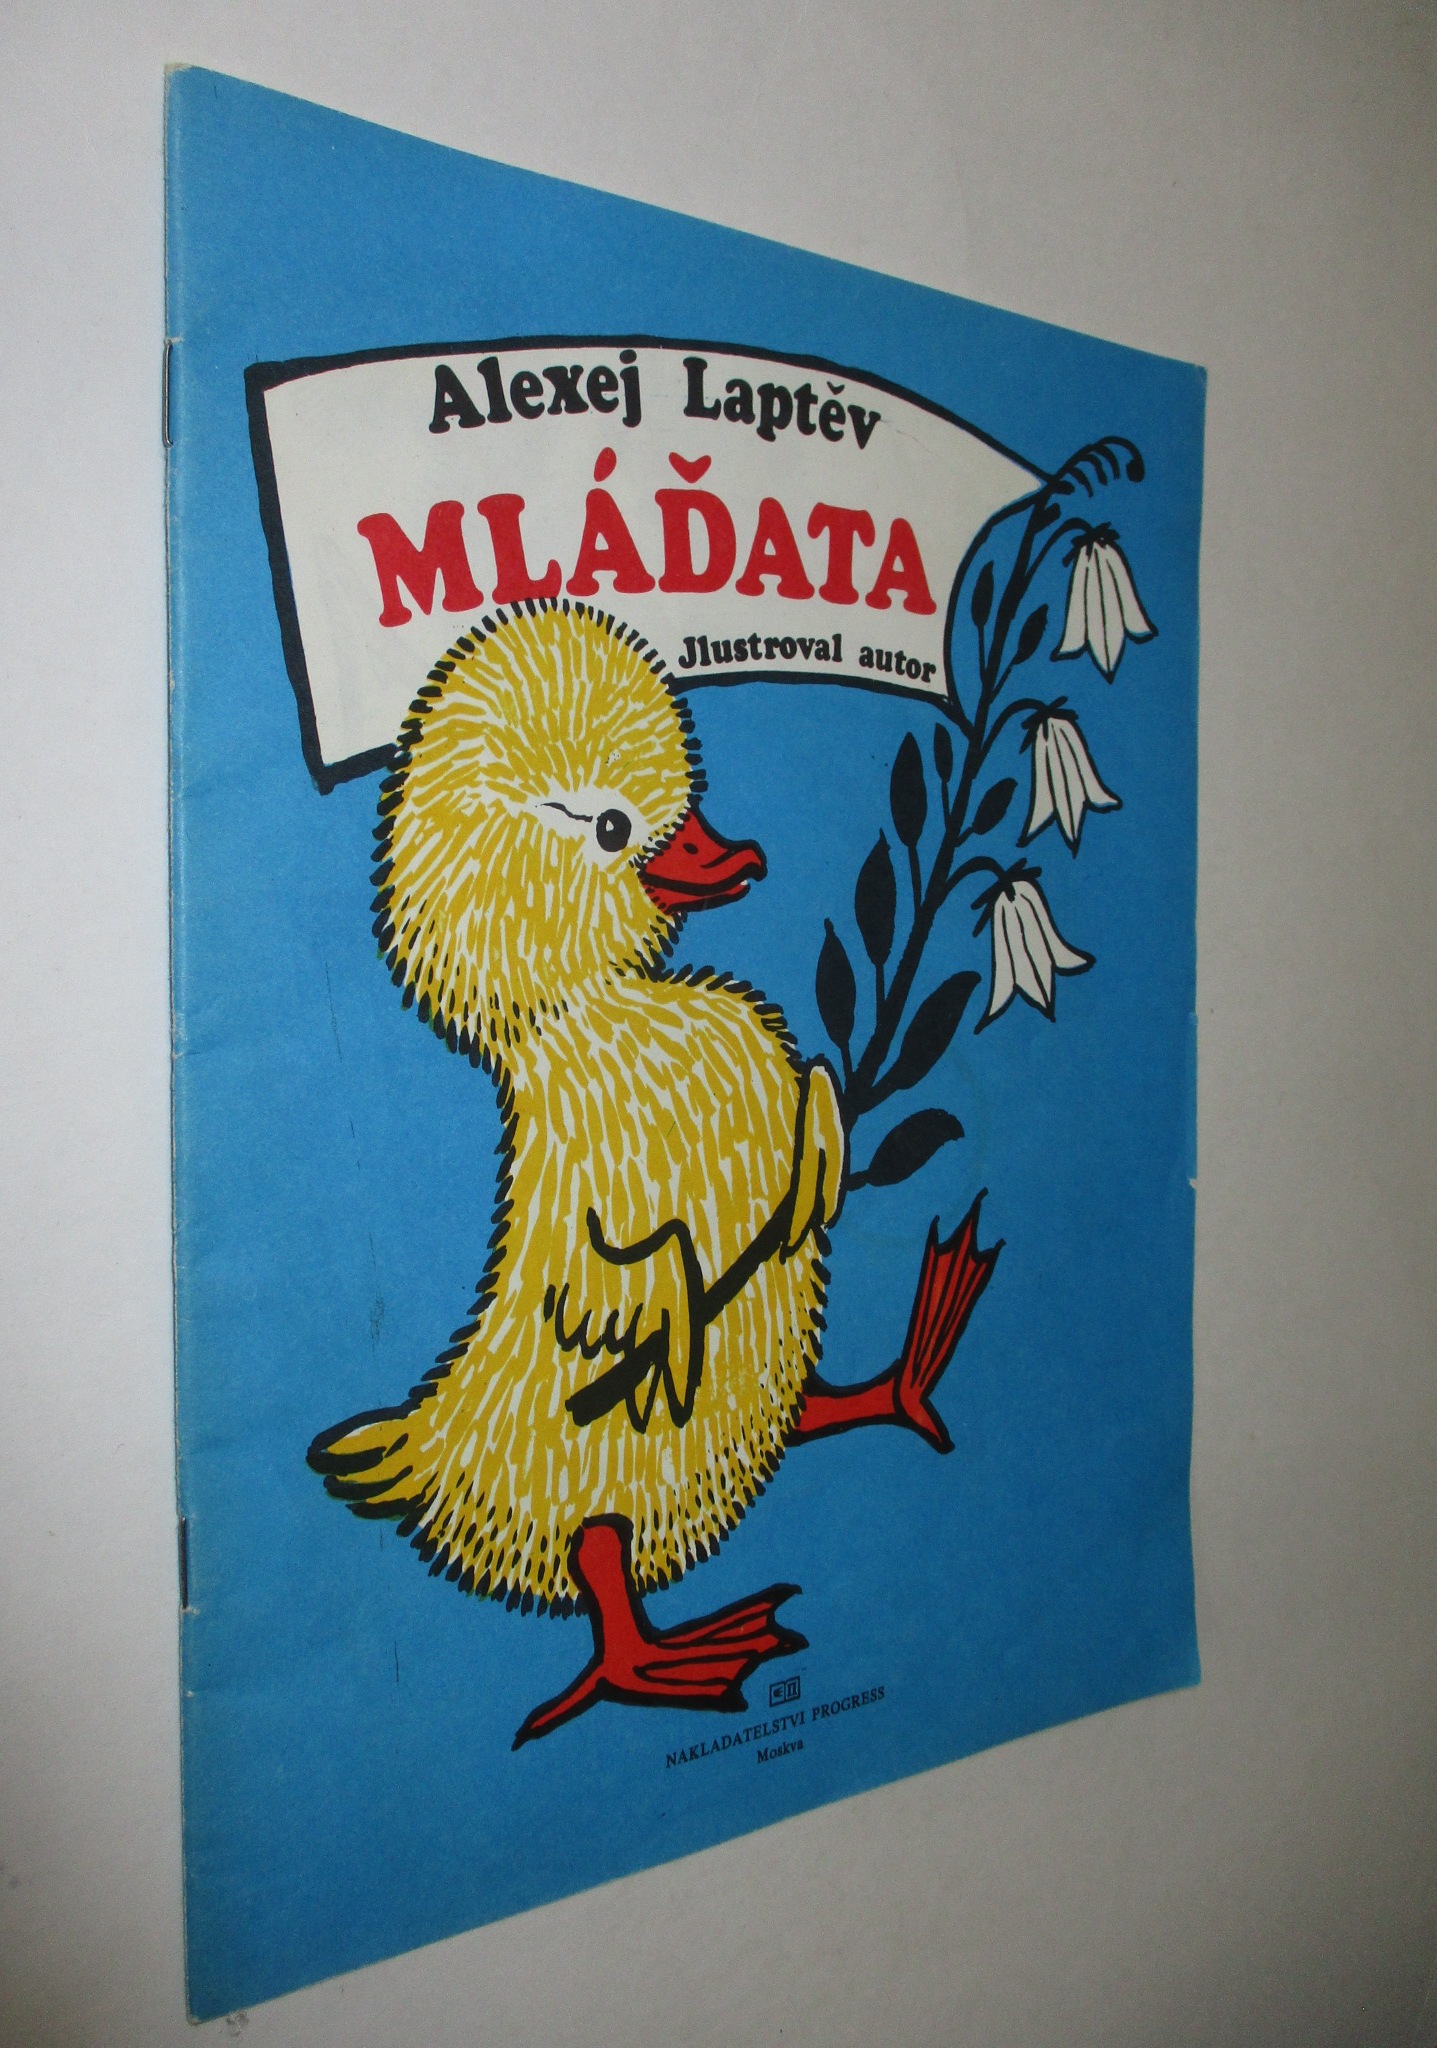 Alexej Laptěv
MLÁĎATA
Jlustroval autor
NAKLADATELSTVI PROGRESS
Moskva